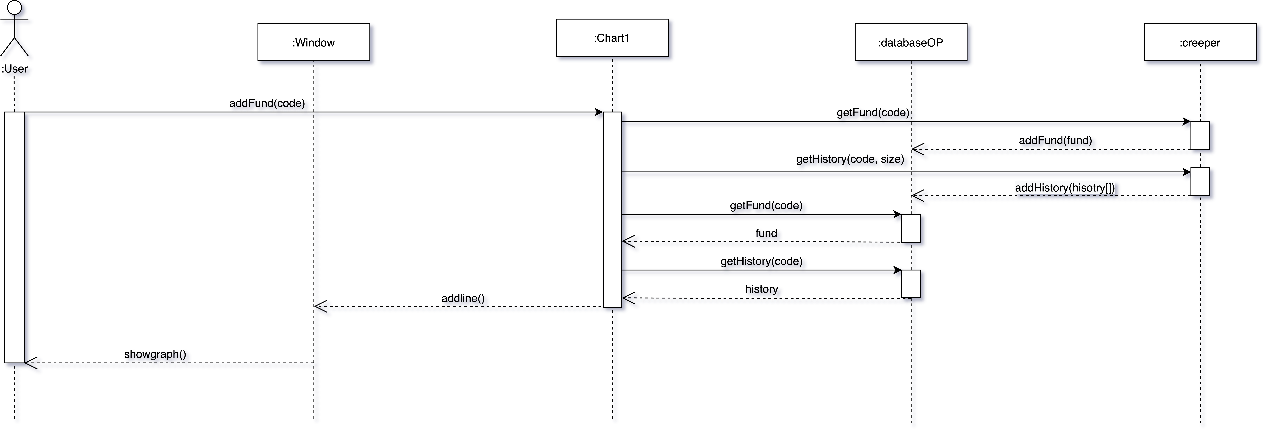 :User
:Window
:Chart1
:databaseOP
:creeper
addFund(code)
getFund(code)
addFund(fund)
getHistory(code, size)
addHistory(hisotry[])
getFund(code)
fund
getHistory(code)
history
addline()
showgraph()